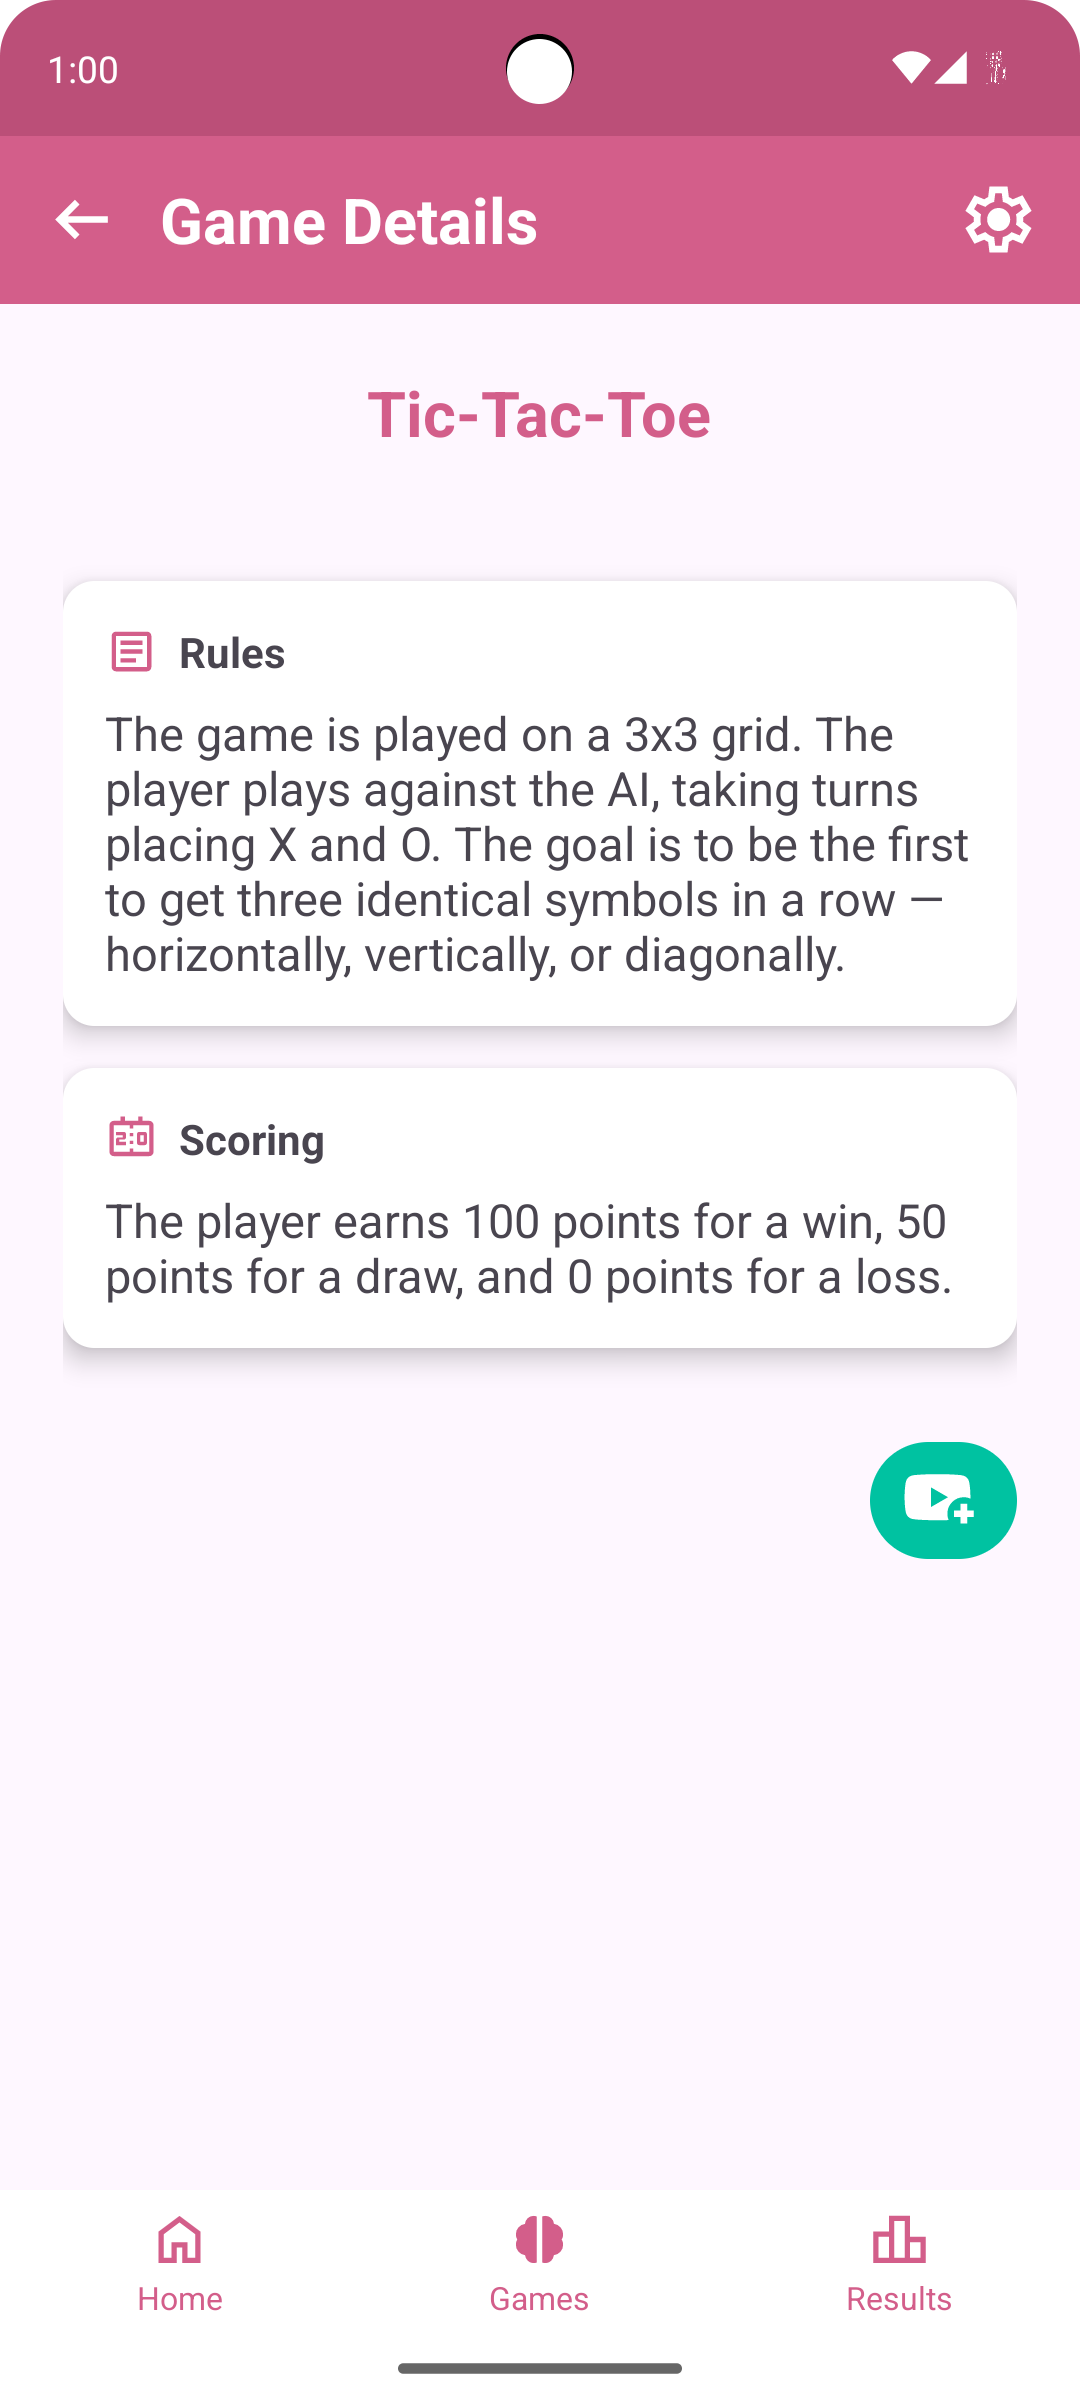 1:00
Game Details
Tic-Tac-Toe
Rules
The game is played on a 3x3 grid. The
player plays against the AI, taking turns
placing X and O. The goal is to be the first
to get three identical symbols in a row —
horizontally, vertically, or diagonally.
2:0
Scoring
The player earns 100 points for a win, 50
points for a draw, and 0 points for a loss.
Home
Games
Results